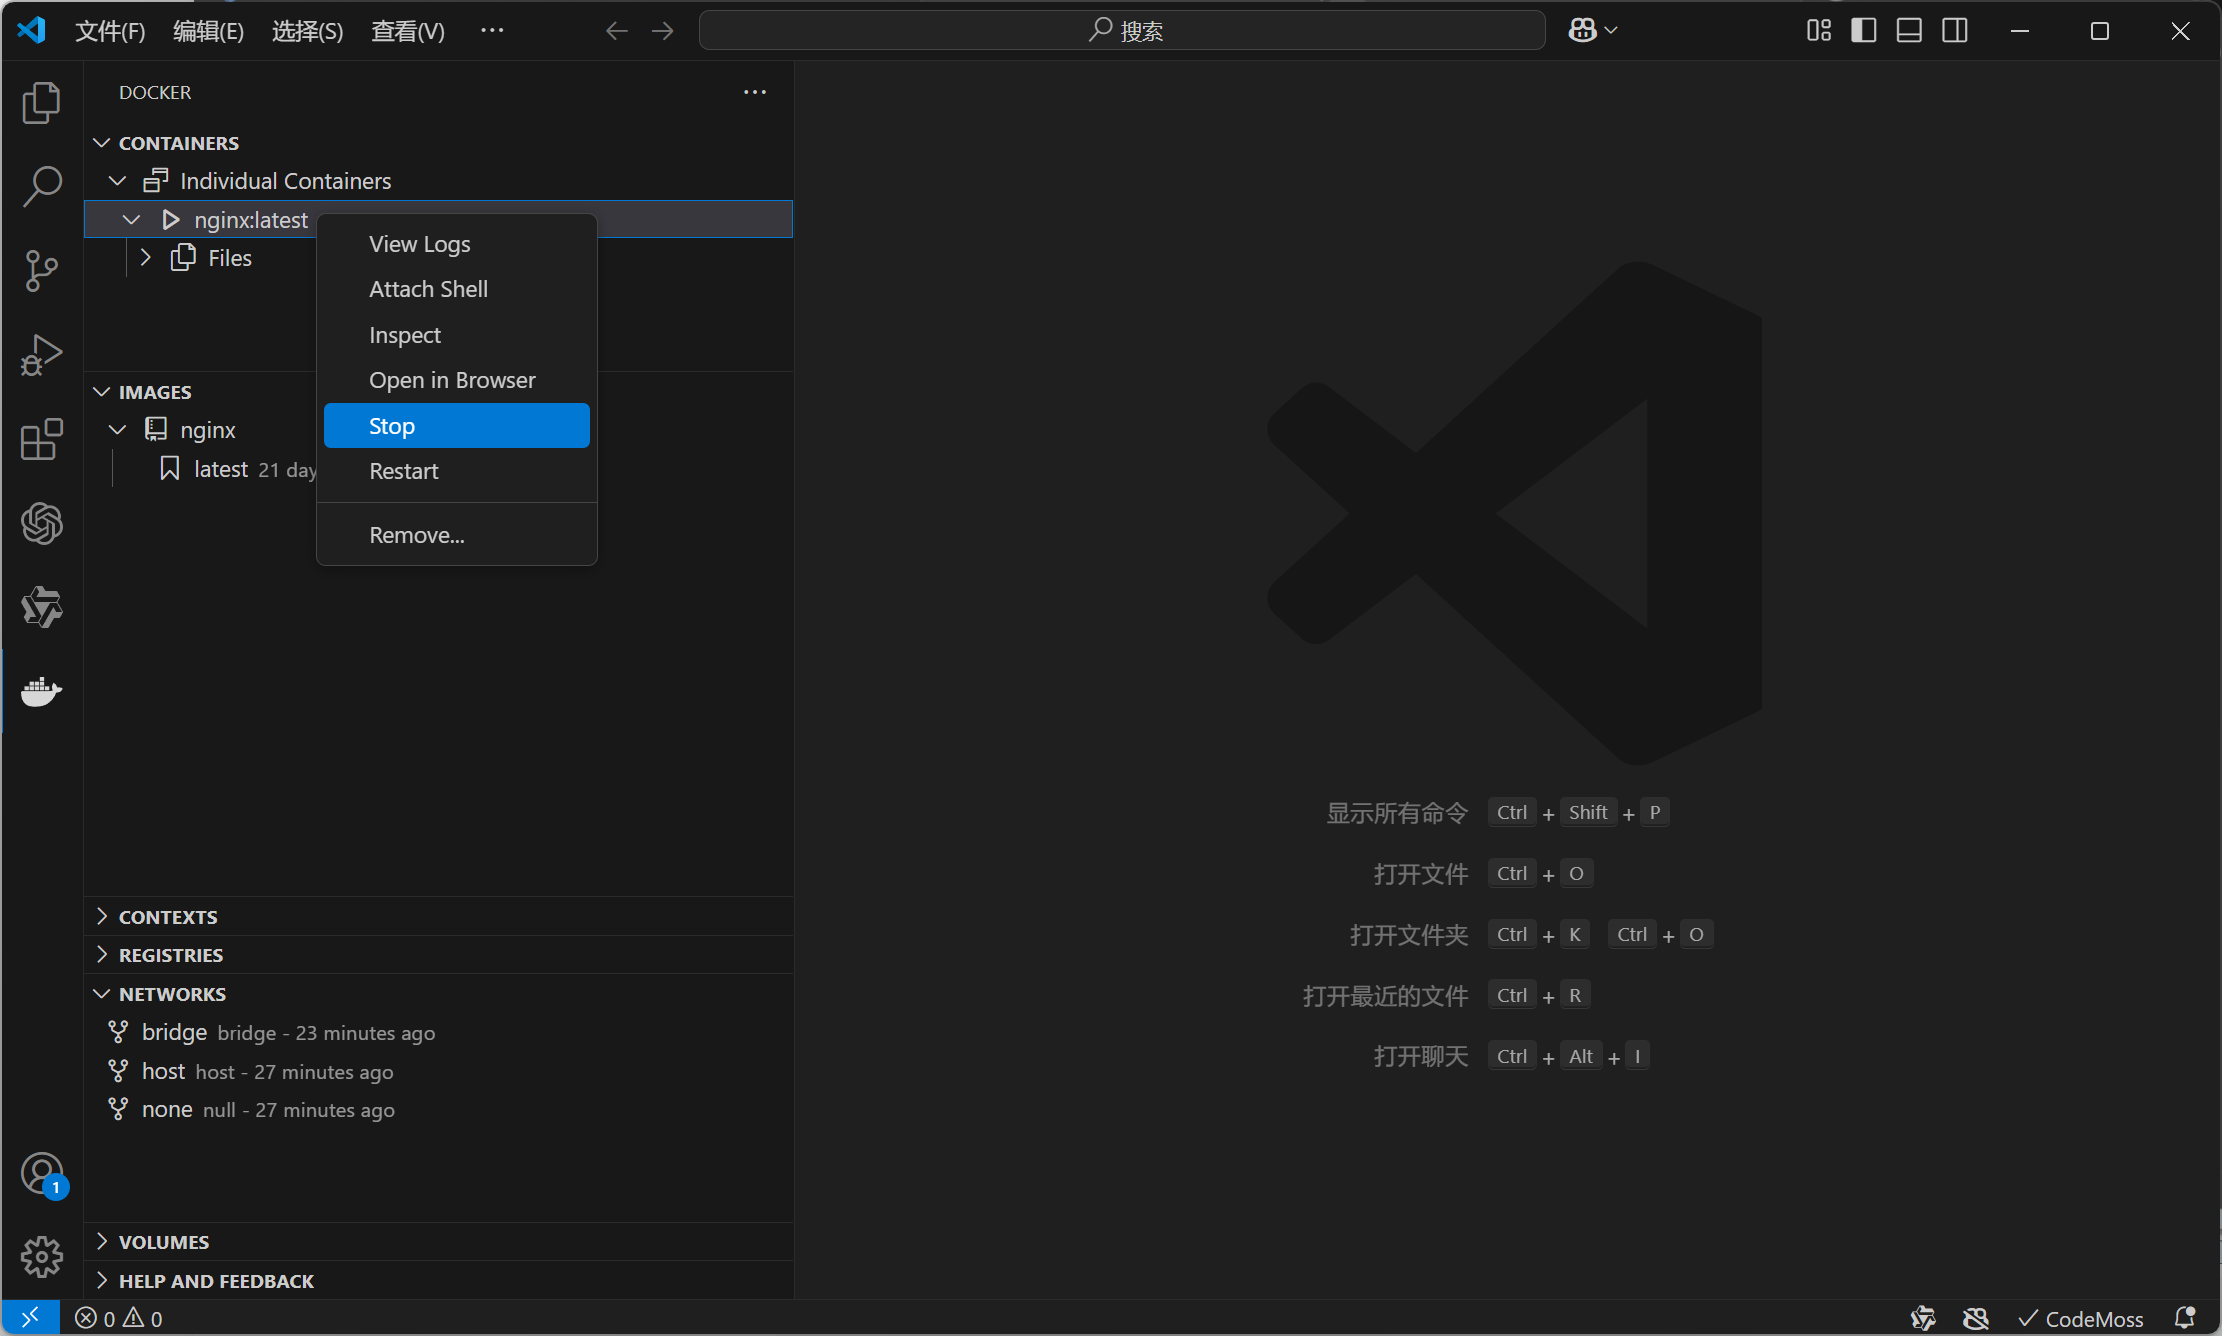 文件(F) 编辑(E) 选择(S) 查看(V) ··· 搜索
DOCKER
CONTAINERS
Individual Containers
nginx:latest
Files
View Logs
Attach Shell
Inspect
Open in Browser
Stop
Restart
Remove...
IMAGES
nginx
latest 21 day
CONTEXTS
REGISTRIES
NETWORKS
bridge bridge - 23 minutes ago
host host - 27 minutes ago
none null - 27 minutes ago
VOLUMES
HELP AND FEEDBACK
显示所有命令 Ctrl + Shift + P
打开文件 Ctrl + O
打开文件夹 Ctrl + K Ctrl + O
打开最近的文件 Ctrl + R
打开聊天 Ctrl + Alt + I
1
0 0 CodeMoss